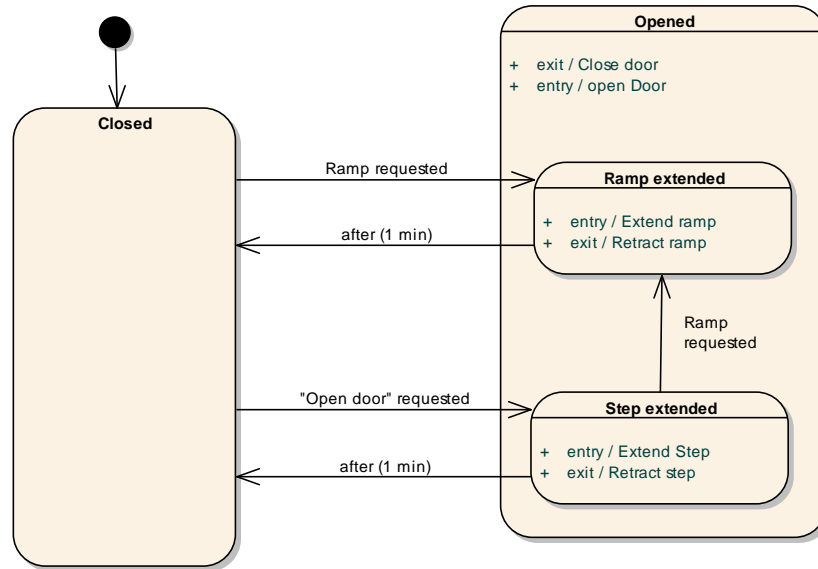 Opened
+ exit / Close door
+ entry / open Door
Closed
Ramp requested
Ramp extended
+ entry / Extend ramp
+ exit / Retract ramp
after (1 min)
Ramp
requested
"Open door" requested
Step extended
+ entry / Extend Step
+ exit / Retract step
after (1 min)